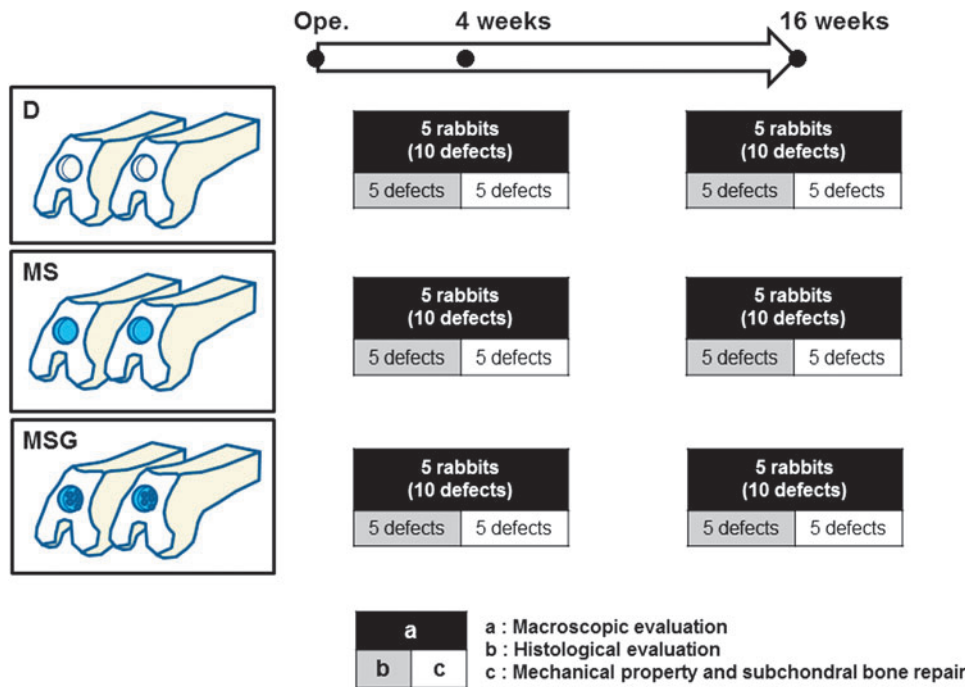 Ope. 4 weeks 16 weeks
D
5 rabbits
(10 defects)
5 defects 5 defects
5 rabbits
(10 defects)
5 defects 5 defects
MS
5 rabbits
(10 defects)
5 defects 5 defects
5 rabbits
(10 defects)
5 defects 5 defects
MSG
5 rabbits
(10 defects)
5 defects 5 defects
5 rabbits
(10 defects)
5 defects 5 defects
a
b c
a : Macroscopic evaluation
b : Histological evaluation
c : Mechanical property and subchondral bone repair